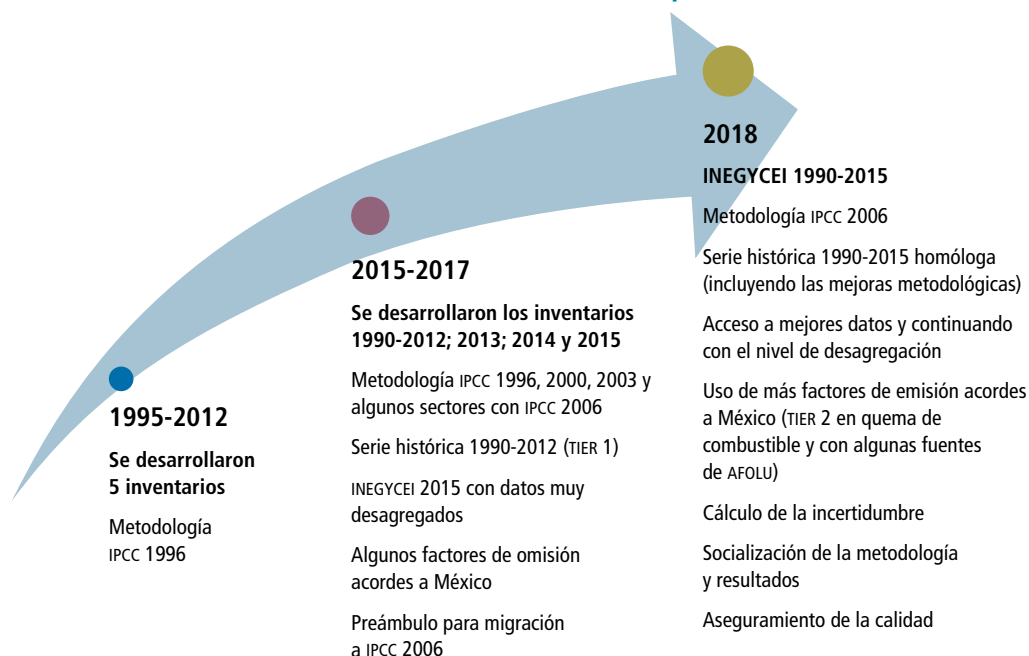 1995-2012
Se desarrollaron
5 inventarios
Metodología
IPCC 1996
2015-2017
Se desarrollaron los inventarios
1990-2012; 2013; 2014 y 2015
Metodología IPCC 1996, 2000, 2003 y
algunos sectores con IPCC 2006
Serie histórica 1990-2012 (TIER 1)
INEGYCEI 2015 con datos muy
desagregados
Algunos factores de omisión
acordes a México
Preámbulo para migración
a IPCC 2006
2018
INEGYCEI 1990-2015
Metodología IPCC 2006
Serie histórica 1990-2015 homóloga
(incluyendo las mejoras metodológicas)
Acceso a mejores datos y continuando
con el nivel de desagregación
Uso de más factores de emisión acordes
a México (TIER 2 en quema de
combustible y con algunas fuentes
de AFOLU)
Cálculo de la incertidumbre
Socialización de la metodología
y resultados
Aseguramiento de la calidad